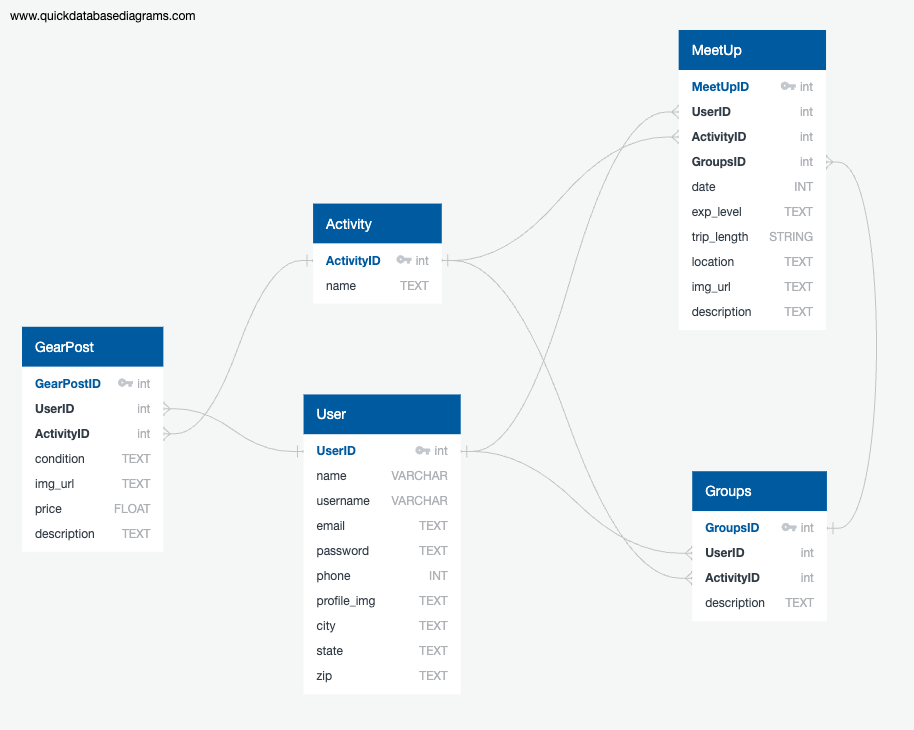 www.quickdatabasediagrams.com
MeetUp
MeetUpID int
UserID int
ActivityID int
GroupsID int
date INT
exp_level TEXT
trip_length STRING
location TEXT
img_url TEXT
description TEXT
Activity
ActivityID int
name TEXT
GearPost
GearPostID int
UserID int
ActivityID int
condition TEXT
img_url TEXT
price FLOAT
description TEXT
User
UserID int
name VARCHAR
username VARCHAR
email TEXT
password TEXT
phone INT
profile_img TEXT
city TEXT
state TEXT
zip TEXT
Groups
GroupsID int
UserID int
ActivityID int
description TEXT